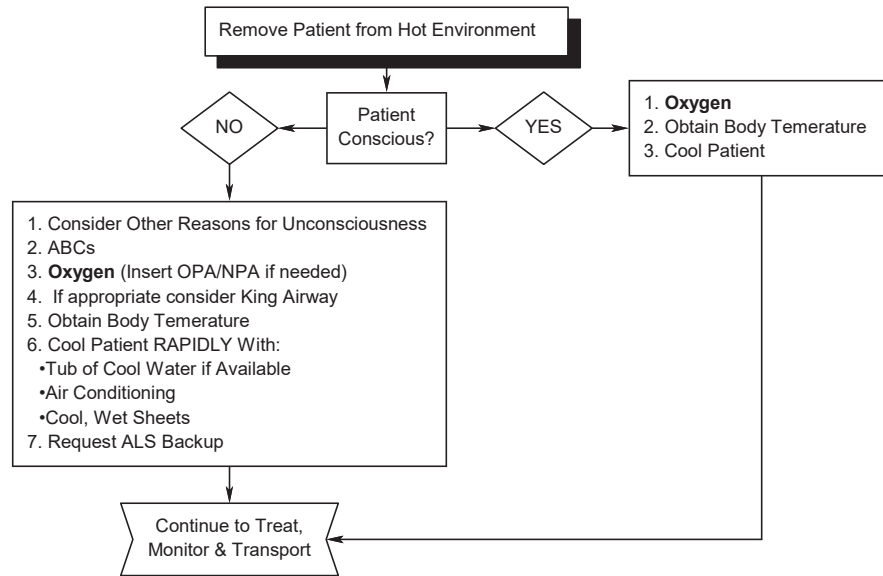 Remove Patient from Hot Environment
Patient
Conscious?
NO
YES
1. Oxygen
2. Obtain Body Temerature
3. Cool Patient
1. Consider Other Reasons for Unconsciousness
2. ABCs
3. Oxygen (Insert OPA/NPA if needed)
4. If appropriate consider King Airway
5. Obtain Body Temerature
6. Cool Patient RAPIDLY With:
•Tub of Cool Water if Available
•Air Conditioning
•Cool, Wet Sheets
7. Request ALS Backup
Continue to Treat,
Monitor & Transport